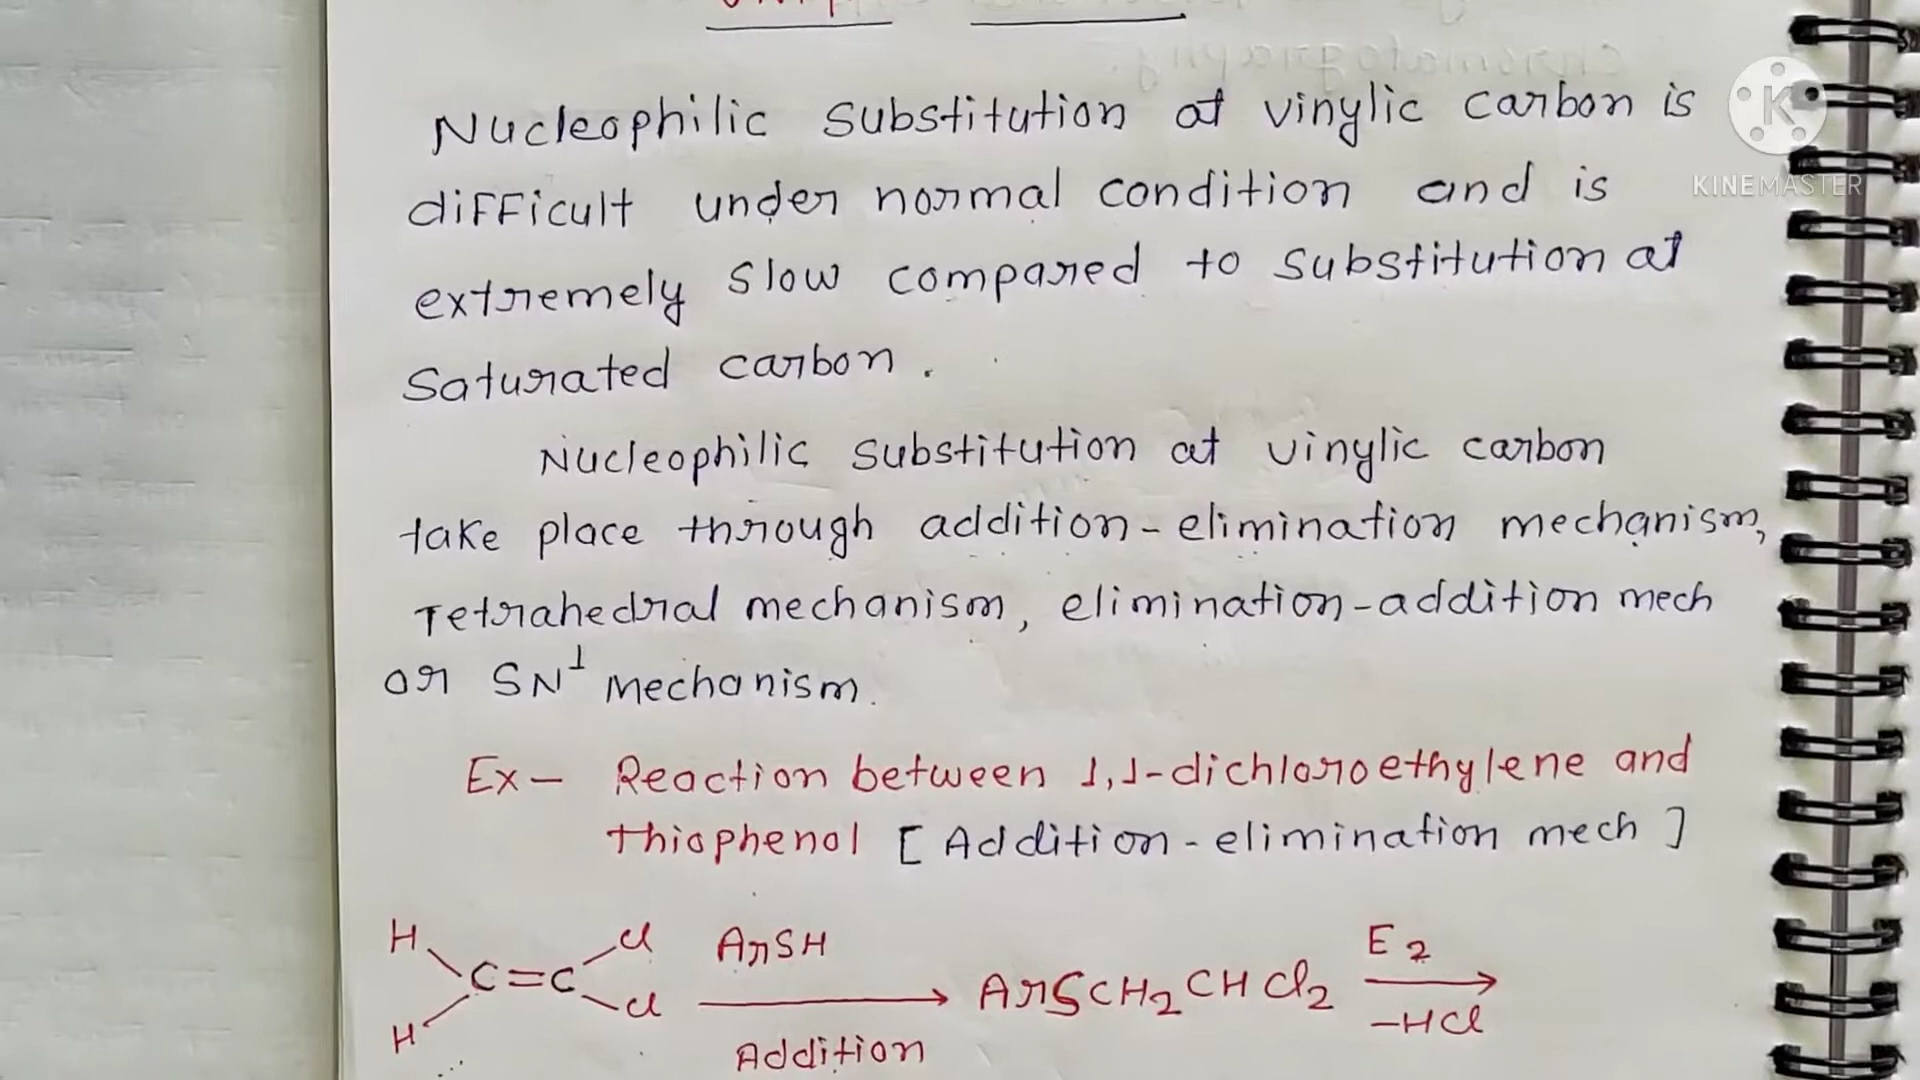 Nucleophilic substitution at vinylic carbon is
difficult under normal condition and is
extremely slow compared to substitution at
saturated carbon.
Nucleophilic substitution at vinylic carbon
take place through addition-elimination mechanism,
Tetrahedral mechanism, elimination-addition mech
or SN¹ mechanism.
Ex- Reaction between 1,1-dichloroethylene and
thiophenol [ Addition-elimination mech ]
H H C=C Cl Cl ArSH Addition → ArSCH₂CHCl₂ E2 → -HCl
KINEMASTER